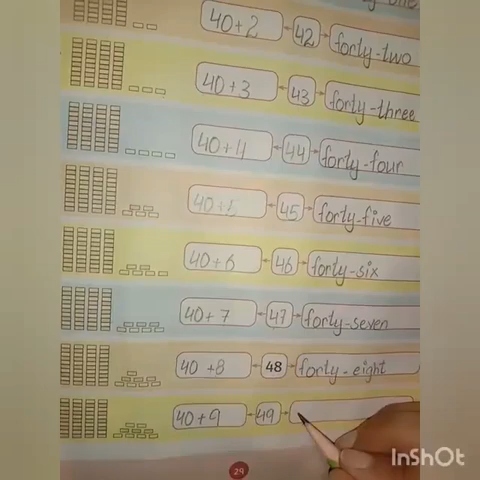 40+2 42 forty-two
40+3 43 forty-three
40+4 44 forty-four
40+5 45 forty-five
40+6 46 forty-six
40+7 47 forty-seven
40+8 48 forty-eight
40+9 49
29
InShOt